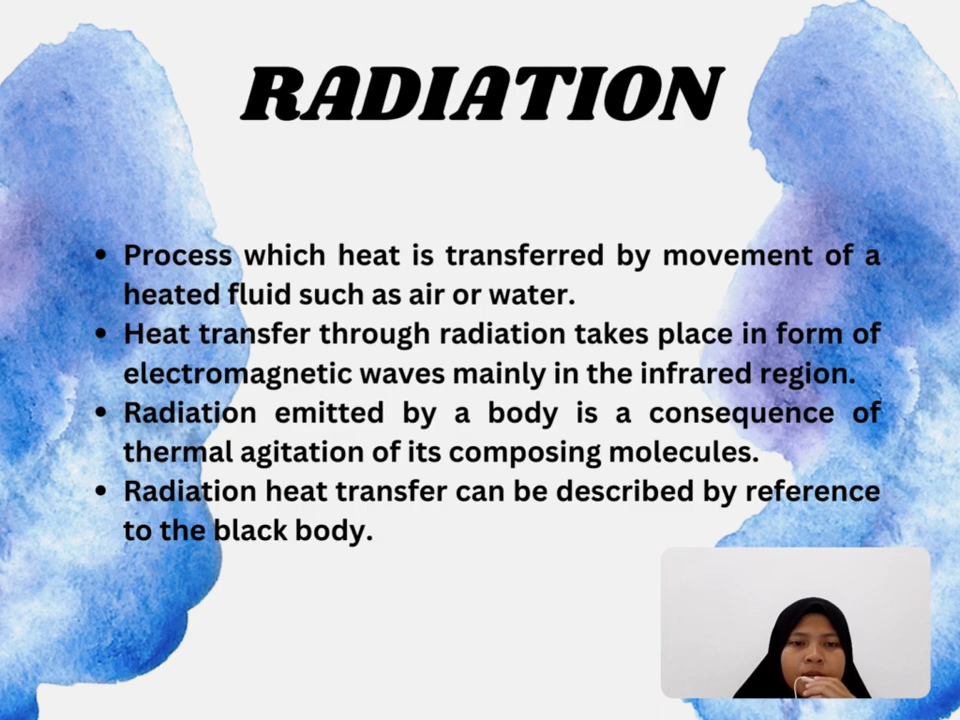 RADIATION
• Process which heat is transferred by movement of a
heated fluid such as air or water.
• Heat transfer through radiation takes place in form of
electromagnetic waves mainly in the infrared region.
• Radiation emitted by a body is a consequence of
thermal agitation of its composing molecules.
• Radiation heat transfer can be described by reference
to the black body.